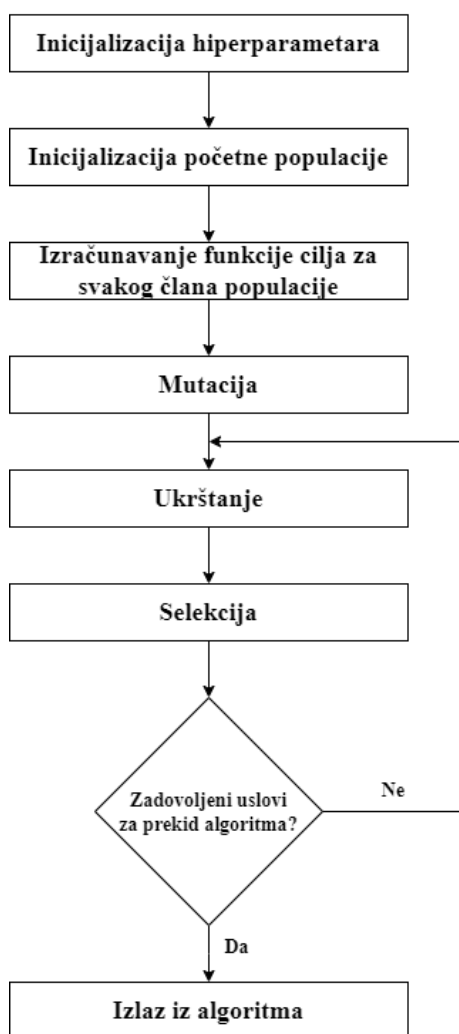 Inicijalizacija hiperparametara
Inicijalizacija početne populacije
Izračunavanje funkcije cilja za
svakog člana populacije
Mutacija
Ukrštanje
Selekcija
Zadovoljeni uslovi
za prekid algoritma?
Ne
Da
Izlaz iz algoritma